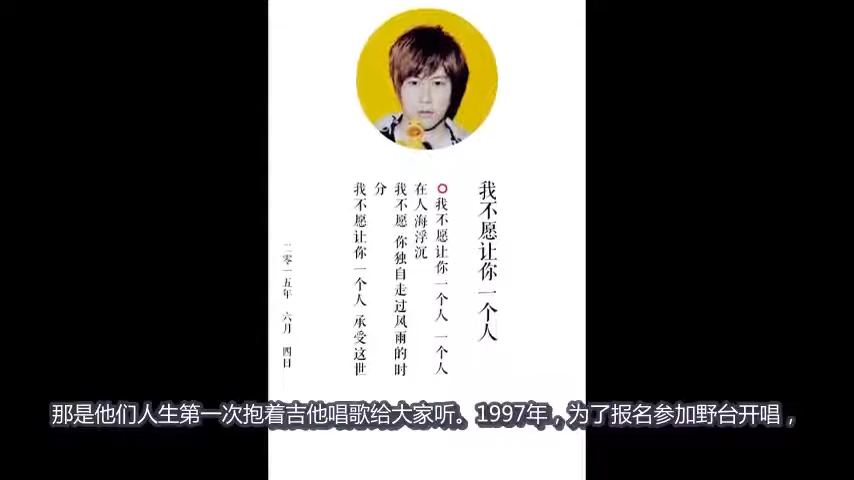 我不愿让你一个人
我不愿让你一个人 一个人
在人海浮沉
我不愿 你独自走过风雨的时
分
我不愿让你 一个人 承受这世
二零一五年 六月 四日
那是他们人生第一次抱着吉他唱歌给大家听。1997年，为了报名参加野台开唱，